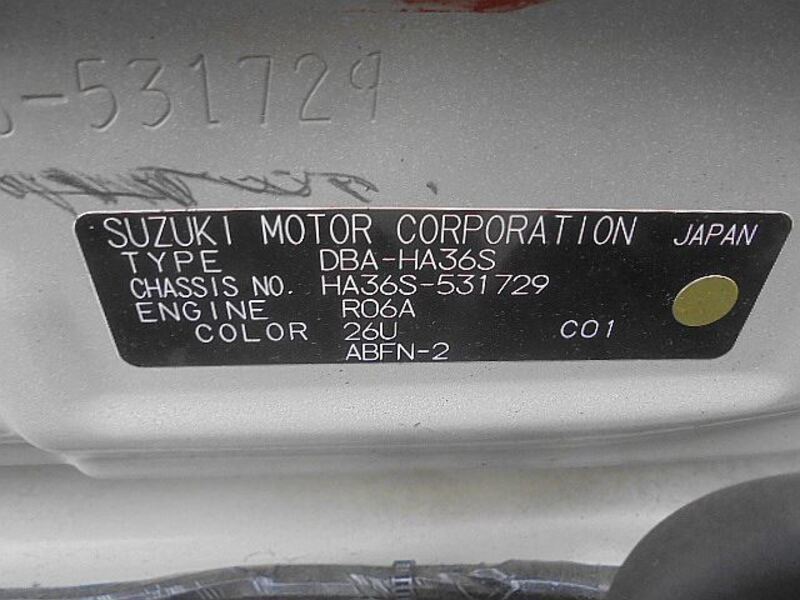 -531729
SUZUKI MOTOR CORPORATION JAPAN
TYPE DBA-HA36S
CHASSIS NO. HA36S-531729
ENGINE R06A
COLOR 26U C01
ABFN-2